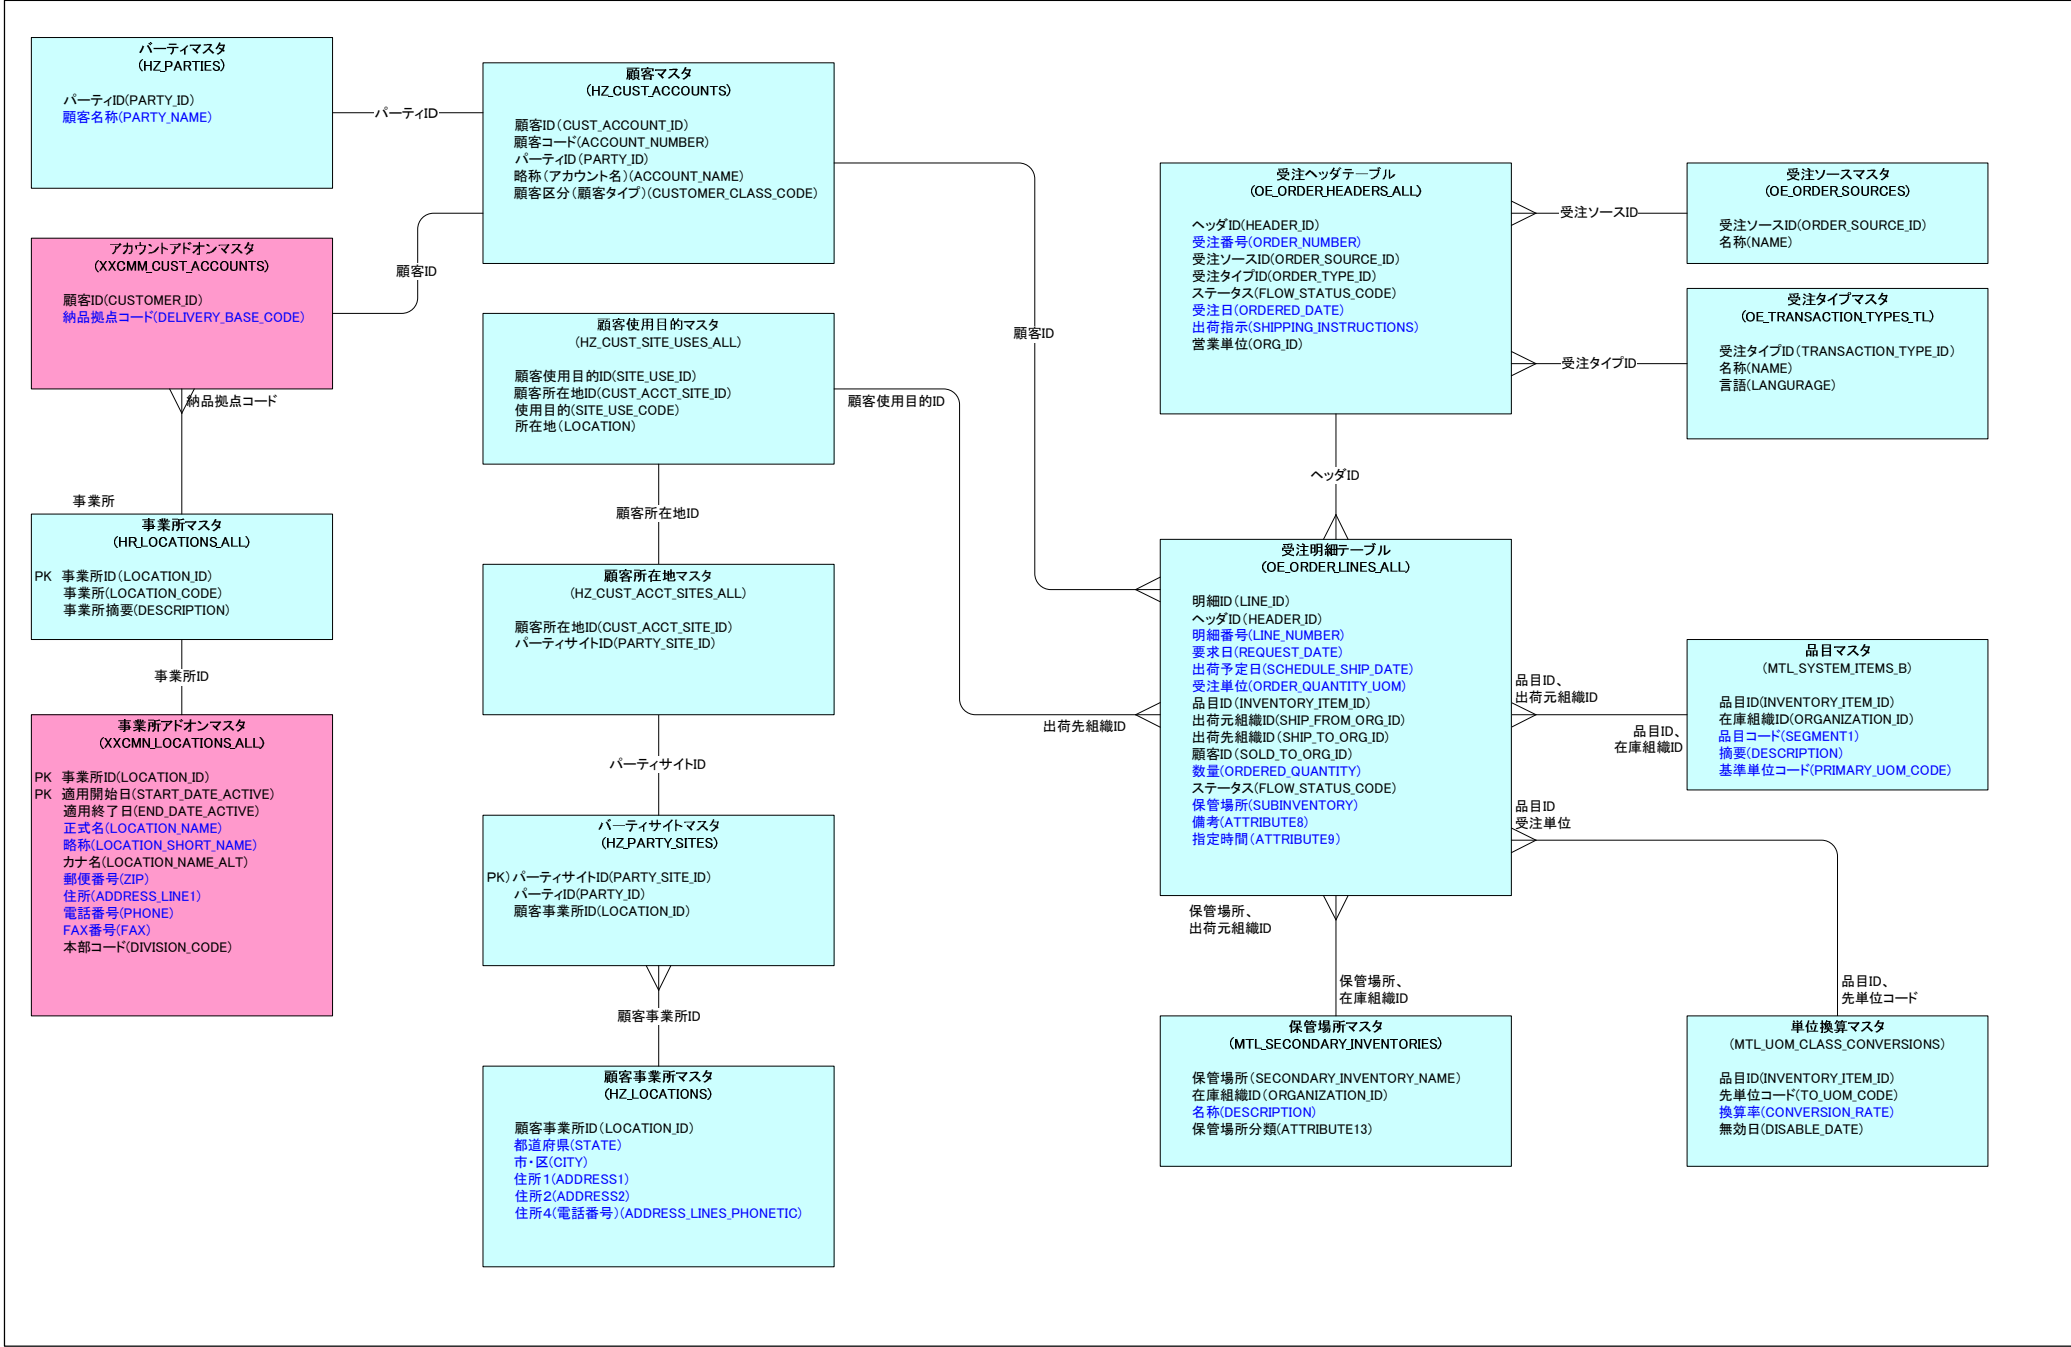 パーティマスタ
(HZ_PARTIES)
パーティID(PARTY_ID)
顧客名称(PARTY_NAME)
パーティID
顧客マスタ
(HZ_CUST_ACCOUNTS)
顧客ID(CUST_ACCOUNT_ID)
顧客コード(ACCOUNT_NUMBER)
パーティID(PARTY_ID)
略称(アカウント名)(ACCOUNT_NAME)
顧客区分(顧客タイプ)(CUSTOMER_CLASS_CODE)
アカウントアドオンマスタ
(XXCMM_CUST_ACCOUNTS)
顧客ID(CUSTOMER_ID)
納品拠点コード(DELIVERY_BASE_CODE)
顧客ID
納品拠点コード
事業所
事業所マスタ
(HR_LOCATIONS_ALL)
PK 事業所ID(LOCATION_ID)
事業所(LOCATION_CODE)
事業所摘要(DESCRIPTION)
事業所ID
事業所アドオンマスタ
(XXCMN_LOCATIONS_ALL)
PK 事業所ID(LOCATION_ID)
PK 適用開始日(START_DATE_ACTIVE)
適用終了日(END_DATE_ACTIVE)
正式名(LOCATION_NAME)
略称(LOCATION_SHORT_NAME)
カナ名(LOCATION_NAME_ALT)
郵便番号(ZIP)
住所(ADDRESS_LINE1)
電話番号(PHONE)
FAX番号(FAX)
本部コード(DIVISION_CODE)
顧客使用目的マスタ
(HZ_CUST_SITE_USES_ALL)
顧客使用目的ID(SITE_USE_ID)
顧客所在地ID(CUST_ACCT_SITE_ID)
使用目的(SITE_USE_CODE)
所在地(LOCATION)
顧客使用目的ID
顧客所在地ID
顧客所在地マスタ
(HZ_CUST_ACCT_SITES_ALL)
顧客所在地ID(CUST_ACCT_SITE_ID)
パーティサイトID(PARTY_SITE_ID)
パーティサイトID
パーティサイトマスタ
(HZ_PARTY_SITES)
PK)パーティサイトID(PARTY_SITE_ID)
パーティID(PARTY_ID)
顧客事業所ID(LOCATION_ID)
顧客事業所ID
顧客事業所マスタ
(HZ_LOCATIONS)
顧客事業所ID(LOCATION_ID)
都道府県(STATE)
市・区(CITY)
住所1(ADDRESS1)
住所2(ADDRESS2)
住所4(電話番号)(ADDRESS_LINES_PHONETIC)
顧客ID
出荷先組織ID
受注ヘッダテーブル
(OE_ORDER_HEADERS_ALL)
ヘッダID(HEADER_ID)
受注番号(ORDER_NUMBER)
受注ソースID(ORDER_SOURCE_ID)
受注タイプID(ORDER_TYPE_ID)
ステータス(FLOW_STATUS_CODE)
受注日(ORDERED_DATE)
出荷指示(SHIPPING_INSTRUCTIONS)
営業単位(ORG_ID)
受注ソースID
受注ソースマスタ
(OE_ORDER_SOURCES)
受注ソースID(ORDER_SOURCE_ID)
名称(NAME)
受注タイプID
受注タイプマスタ
(OE_TRANSACTION_TYPES_TL)
受注タイプID(TRANSACTION_TYPE_ID)
名称(NAME)
言語(LANGURAGE)
ヘッダID
受注明細テーブル
(OE_ORDER_LINES_ALL)
明細ID(LINE_ID)
ヘッダID(HEADER_ID)
明細番号(LINE_NUMBER)
要求日(REQUEST_DATE)
出荷予定日(SCHEDULE_SHIP_DATE)
受注単位(ORDER_QUANTITY_UOM)
品目ID(INVENTORY_ITEM_ID)
出荷元組織ID(SHIP_FROM_ORG_ID)
出荷先組織ID(SHIP_TO_ORG_ID)
顧客ID(SOLD_TO_ORG_ID)
数量(ORDERED_QUANTITY)
ステータス(FLOW_STATUS_CODE)
保管場所(SUBINVENTORY)
備考(ATTRIBUTE8)
指定時間(ATTRIBUTE9)
品目ID、
出荷元組織ID
品目ID、
在庫組織ID
品目マスタ
(MTL_SYSTEM_ITEMS_B)
品目ID(INVENTORY_ITEM_ID)
在庫組織ID(ORGANIZATION_ID)
品目コード(SEGMENT1)
摘要(DESCRIPTION)
基準単位コード(PRIMARY_UOM_CODE)
品目ID
受注単位
保管場所、
出荷元組織ID
保管場所、
在庫組織ID
品目ID、
先単位コード
保管場所マスタ
(MTL_SECONDARY_INVENTORIES)
保管場所(SECONDARY_INVENTORY_NAME)
在庫組織ID(ORGANIZATION_ID)
名称(DESCRIPTION)
保管場所分類(ATTRIBUTE13)
単位換算マスタ
(MTL_UOM_CLASS_CONVERSIONS)
品目ID(INVENTORY_ITEM_ID)
先単位コード(TO_UOM_CODE)
換算率(CONVERSION_RATE)
無効日(DISABLE_DATE)